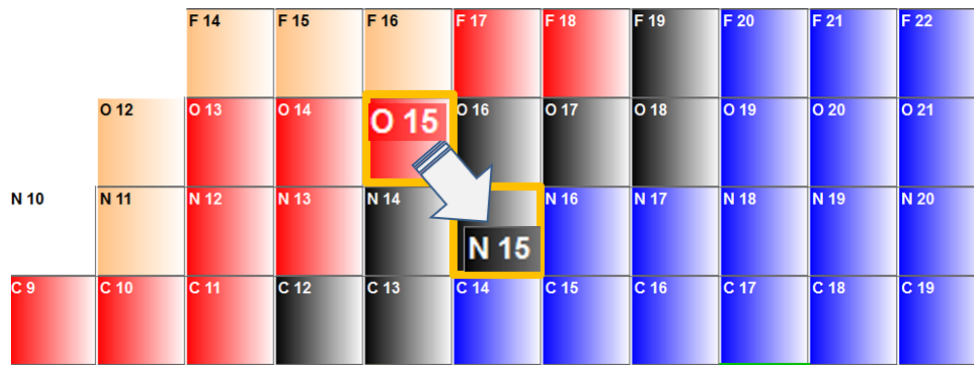 F 14 F 15 F 16 F 17 F 18 F 19 F 20 F 21 F 22
O 12 O 13 O 14 O 15 O 16 O 17 O 18 O 19 O 20 O 21
N 10 N 11 N 12 N 13 N 14 N 15 N 16 N 17 N 18 N 19 N 20
C 9 C 10 C 11 C 12 C 13 C 14 C 15 C 16 C 17 C 18 C 19